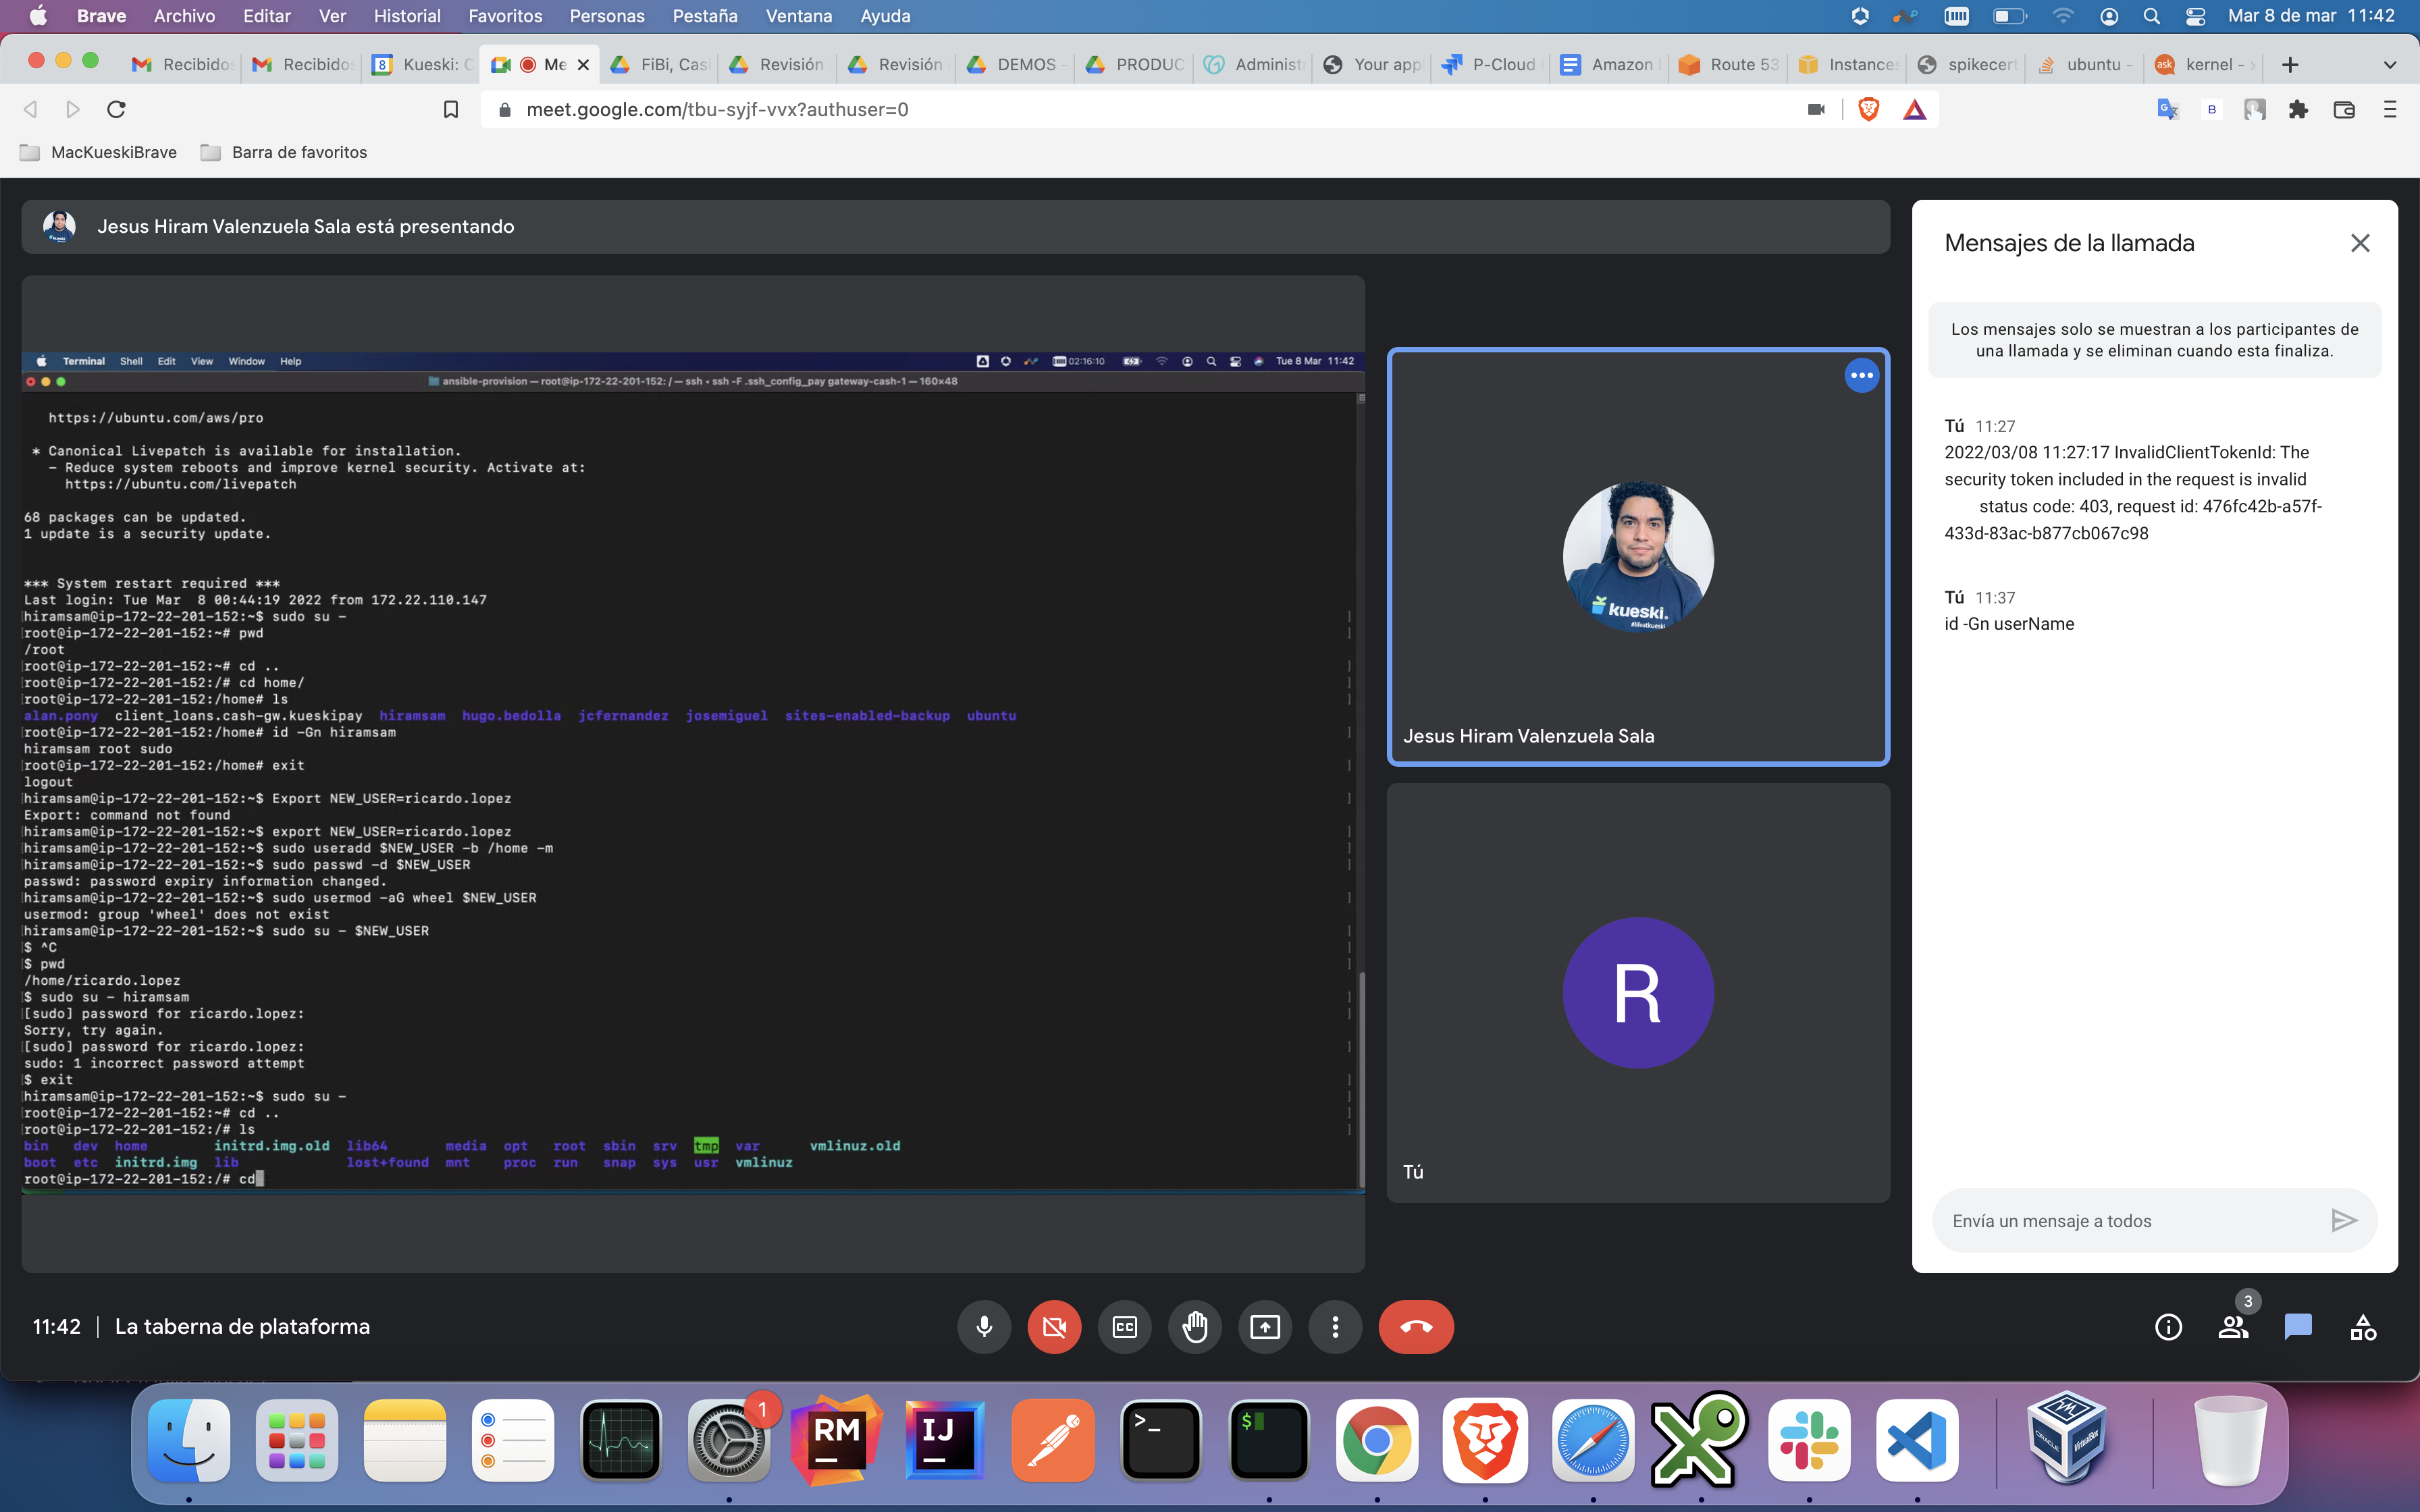 Brave Archivo Editar Ver Historial Favoritos Personas Pestaña Ventana Ayuda Mar 8 de mar 11:42
Recibidos Recibidos 8 Kueski: C Me FiBi, Cas Revisión Revisión DEMOS - PRODUC Administ Your app P-Cloud Amazon Route 53 Instances spikecert ubuntu - ask kernel -
meet.google.com/tbu-syjf-vvx?authuser=0
MacKueskiBrave Barra de favoritos
Jesus Hiram Valenzuela Sala está presentando
Terminal Shell Edit View Window Help 02:16:10 Tue 8 Mar 11:42
ansible-provision — root@ip-172-22-201-152: / — ssh • ssh -F .ssh_config_pay gateway-cash-1 — 160×48
https://ubuntu.com/aws/pro
* Canonical Livepatch is available for installation.
- Reduce system reboots and improve kernel security. Activate at:
https://ubuntu.com/livepatch
68 packages can be updated.
1 update is a security update.
*** System restart required ***
Last login: Tue Mar  8 00:44:19 2022 from 172.22.110.147
hiramsam@ip-172-22-201-152:~$ sudo su -
root@ip-172-22-201-152:~# pwd
/root
root@ip-172-22-201-152:~# cd ..
root@ip-172-22-201-152:/# cd home/
root@ip-172-22-201-152:/home# ls
alan.pony client_loans.cash-gw.kueskipay hiramsam hugo.bedolla jcfernandez josemiguel sites-enabled-backup ubuntu
root@ip-172-22-201-152:/home# id -Gn hiramsam
hiramsam root sudo
root@ip-172-22-201-152:/home# exit
logout
hiramsam@ip-172-22-201-152:~$ Export NEW_USER=ricardo.lopez
Export: command not found
hiramsam@ip-172-22-201-152:~$ export NEW_USER=ricardo.lopez
hiramsam@ip-172-22-201-152:~$ sudo useradd $NEW_USER -b /home -m
hiramsam@ip-172-22-201-152:~$ sudo passwd -d $NEW_USER
passwd: password expiry information changed.
hiramsam@ip-172-22-201-152:~$ sudo usermod -aG wheel $NEW_USER
usermod: group 'wheel' does not exist
hiramsam@ip-172-22-201-152:~$ sudo su - $NEW_USER
$ ^C
$ pwd
/home/ricardo.lopez
$ sudo su - hiramsam
[sudo] password for ricardo.lopez:
Sorry, try again.
[sudo] password for ricardo.lopez:
sudo: 1 incorrect password attempt
$ exit
hiramsam@ip-172-22-201-152:~$ sudo su -
root@ip-172-22-201-152:~# cd ..
root@ip-172-22-201-152:/# ls
bin dev home initrd.img.old lib64 media opt root sbin srv tmp var vmlinuz.old
boot etc initrd.img lib lost+found mnt proc run snap sys usr vmlinuz
root@ip-172-22-201-152:/# cd
kueski.
#lifeatkueski
Jesus Hiram Valenzuela Sala
R
Tú
Mensajes de la llamada
Los mensajes solo se muestran a los participantes de
una llamada y se eliminan cuando esta finaliza.
Tú 11:27
2022/03/08 11:27:17 InvalidClientTokenId: The
security token included in the request is invalid
status code: 403, request id: 476fc42b-a57f-
433d-83ac-b877cb067c98
Tú 11:37
id -Gn userName
Envía un mensaje a todos
11:42 | La taberna de plataforma
CC
3
1
RM
IJ
>_
$
ORACLE
VirtualBox